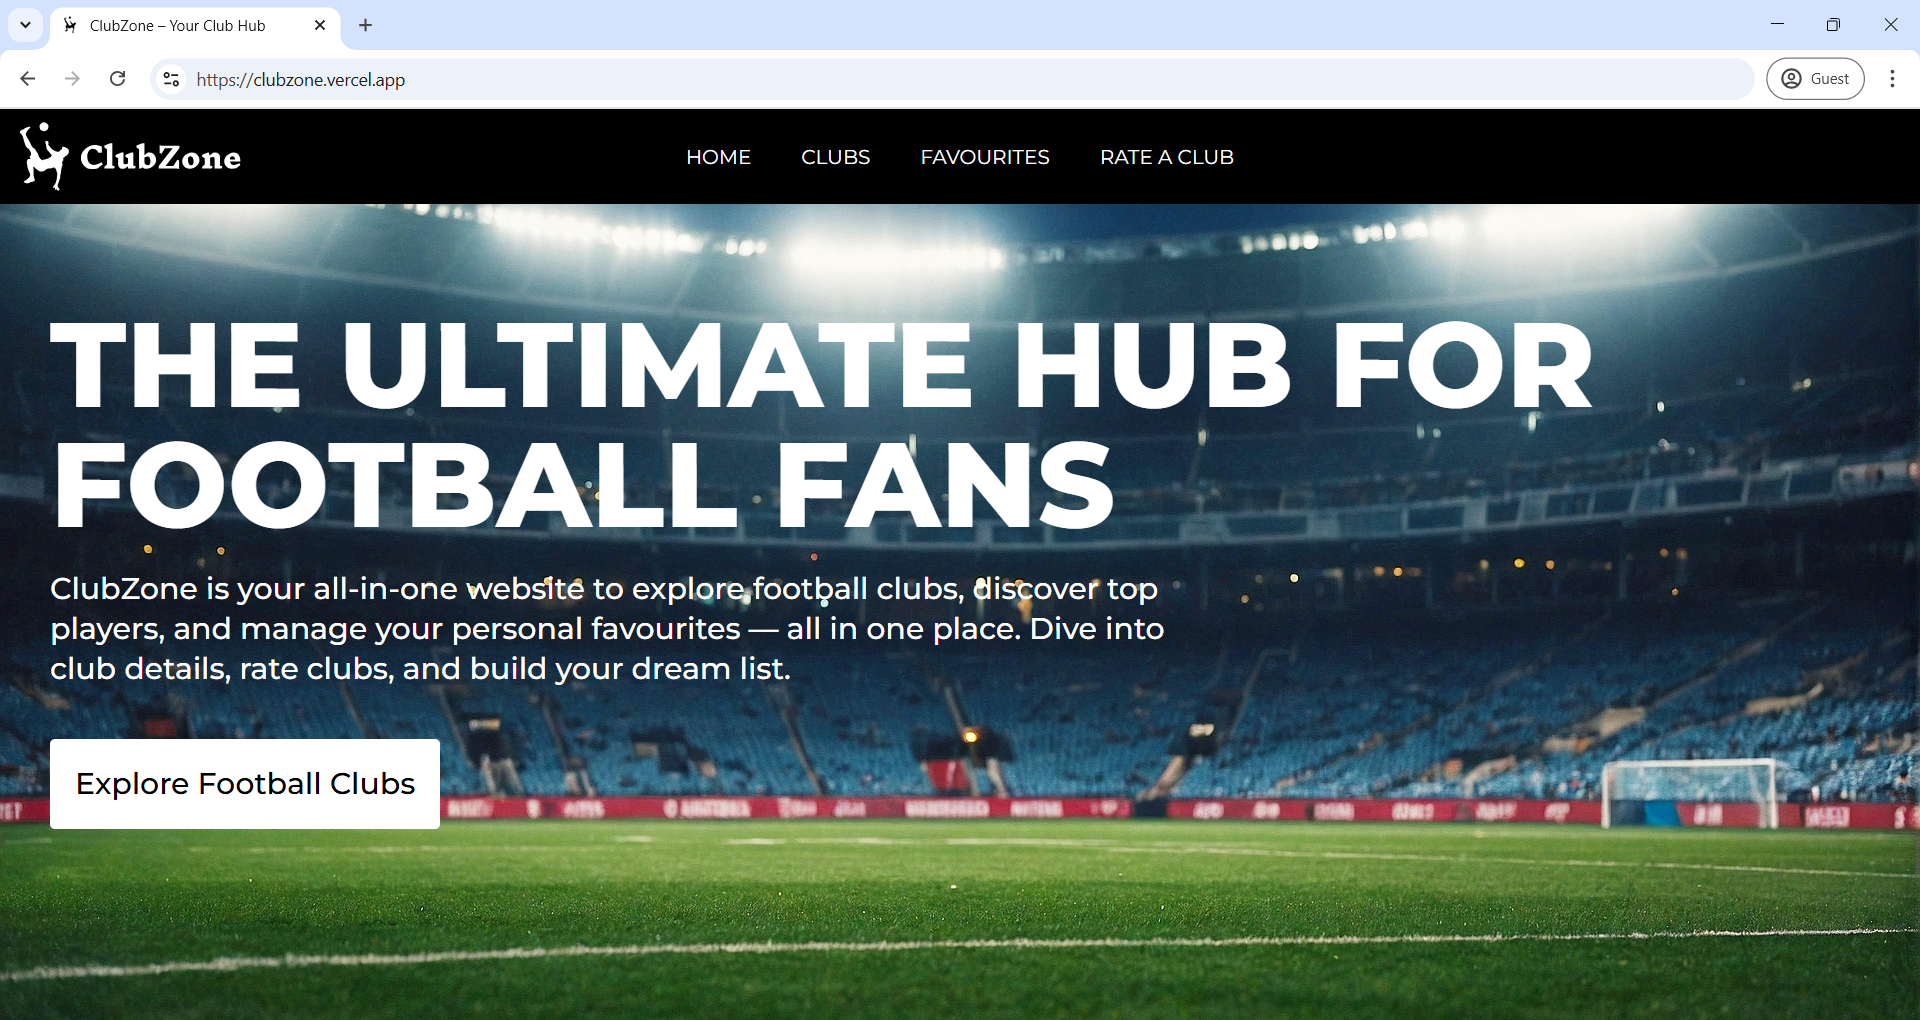 ClubZone – Your Club Hub
https://clubzone.vercel.app
Guest
ClubZone
HOME
CLUBS
FAVOURITES
RATE A CLUB
THE ULTIMATE HUB FOR
FOOTBALL FANS
ClubZone is your all-in-one website to explore football clubs, discover top
players, and manage your personal favourites — all in one place. Dive into
club details, rate clubs, and build your dream list.
Explore Football Clubs